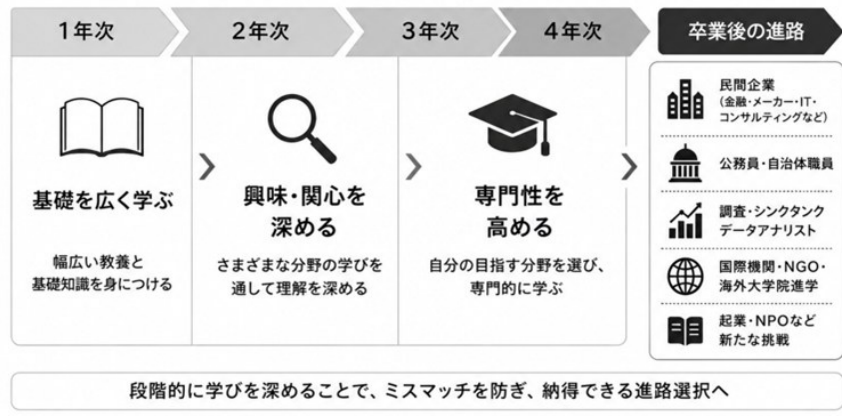 1年次
2年次
3年次
4年次
卒業後の進路
基礎を広く学ぶ
幅広い教養と
基礎知識を身につける
興味・関心を
深める
さまざまな分野の学びを
通して理解を深める
専門性を
高める
自分の目指す分野を選び、
専門的に学ぶ
民間企業
(金融・メーカー・IT・
コンサルティングなど)
公務員・自治体職員
調査・シンクタンク
データアナリスト
国際機関・NGO・
海外大学院進学
起業・NPOなど
新たな挑戦
段階的に学びを深めることで、ミスマッチを防ぎ、納得できる進路選択へ